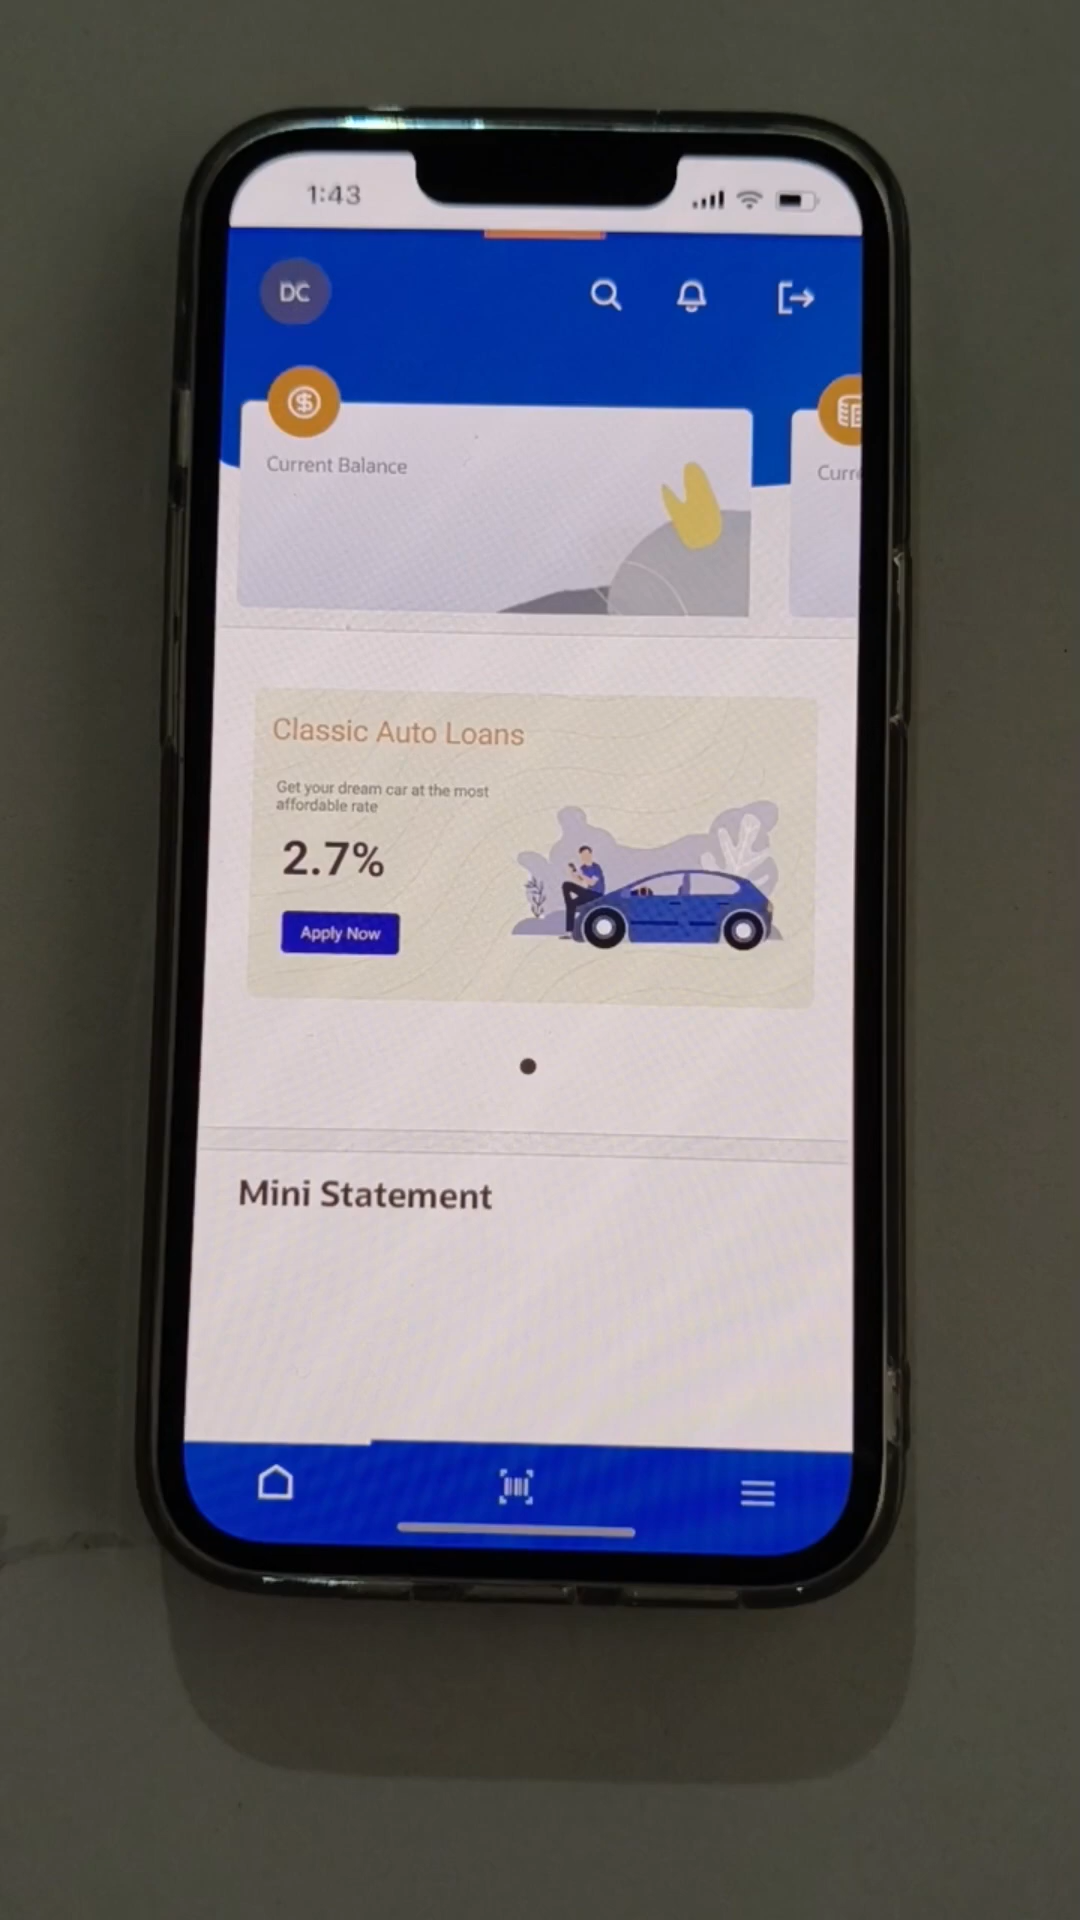 1:43
DC
Current Balance
Curre
Classic Auto Loans
Get your dream car at the most
affordable rate
2.7%
Apply Now
Mini Statement